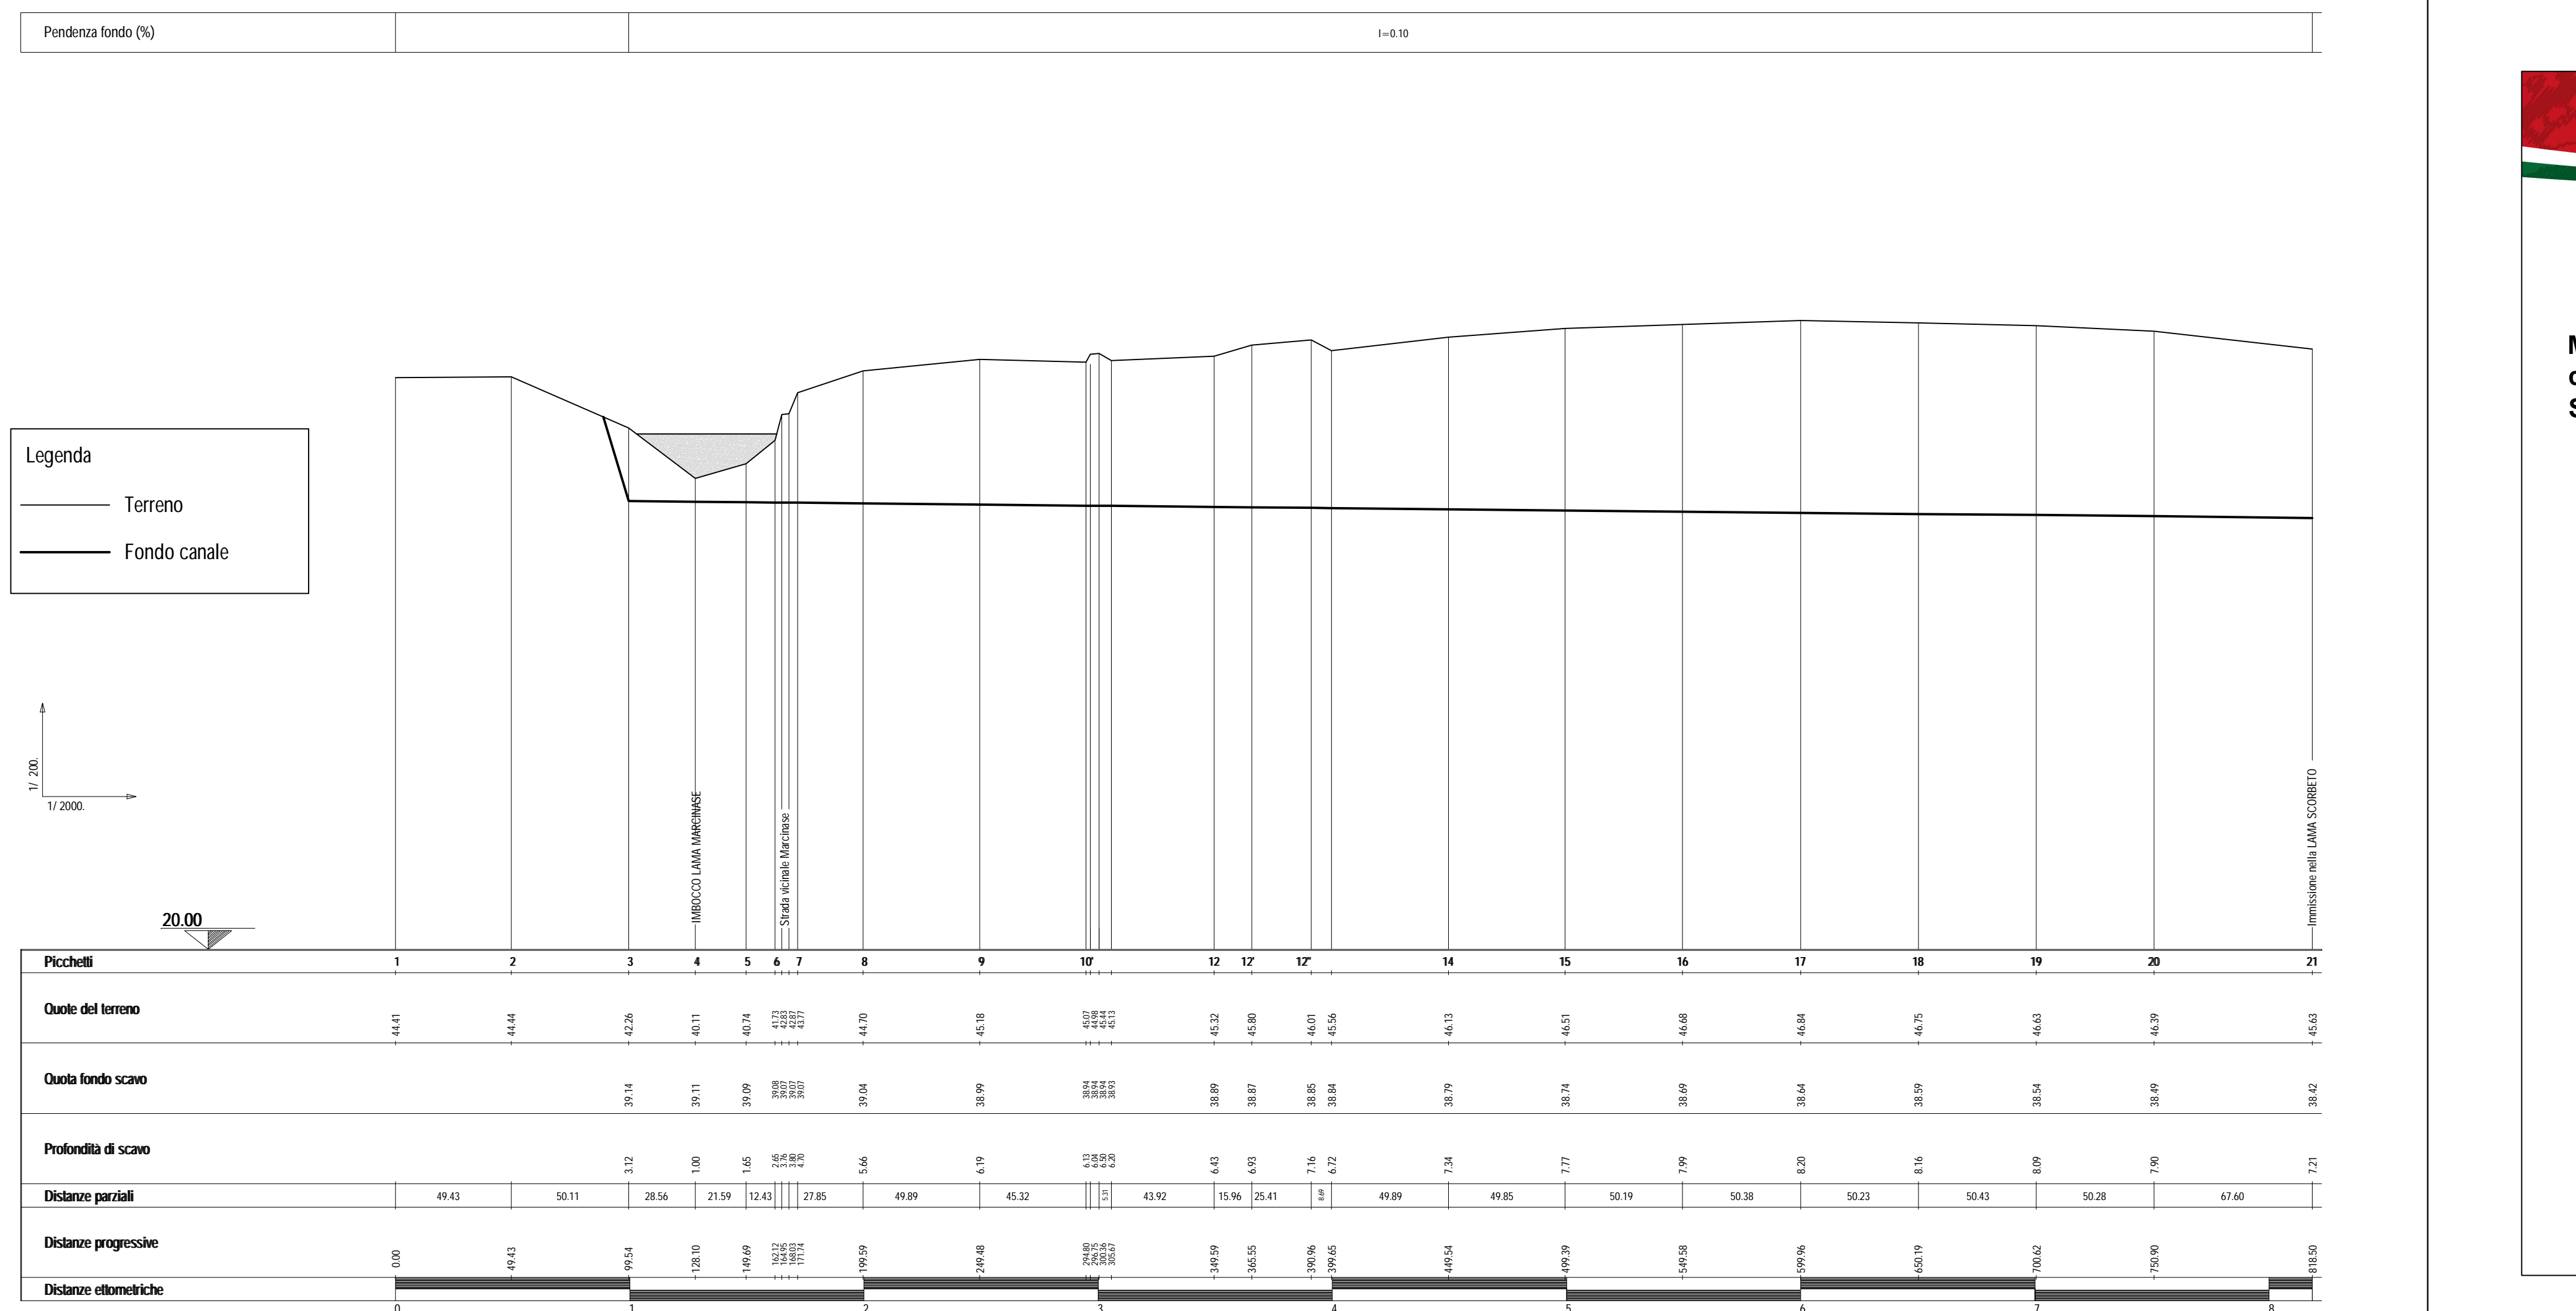 Pendenza fondo (%)
I=0.10
Legenda
Terreno
Fondo canale
1/ 200.
1/ 2000.
20.00
IMBOCCO LAMA MARCINASE
Strada vicinale Marcinase
Immissione nella LAMA SCORBETO
Picchetti 1 2 3 4 5 6 7 8 9 10' 12 12' 12" 14 15 16 17 18 19 20 21
Quote del terreno 44.41 44.44 42.26 40.11 40.74 41.73 42.83 42.87 43.77 44.70 45.18 45.07 44.98 45.44 45.13 45.32 45.80 46.01 45.56 46.13 46.51 46.68 46.84 46.75 46.63 46.39 45.63
Quota fondo scavo 39.14 39.11 39.09 39.08 39.07 39.07 39.07 39.04 38.99 38.94 38.94 38.94 38.93 38.89 38.87 38.85 38.84 38.79 38.74 38.69 38.64 38.59 38.54 38.49 38.42
Profondità di scavo 3.12 1.00 1.65 2.65 3.76 3.80 4.70 5.66 6.19 6.13 6.04 6.50 6.20 6.43 6.93 7.16 6.72 7.34 7.77 7.99 8.20 8.16 8.09 7.90 7.21
Distanze parziali 49.43 50.11 28.56 21.59 12.43 27.85 49.89 45.32 5.31 43.92 15.96 25.41 8.69 49.89 49.85 50.19 50.38 50.23 50.43 50.28 67.60
Distanze progressive 0.00 49.43 99.54 128.10 149.69 162.12 164.95 168.03 171.74 199.59 249.48 294.80 296.75 300.36 305.67 349.59 365.55 390.96 399.65 449.54 499.39 549.58 599.96 650.19 700.62 750.90 818.50
Distanze ettometriche
0 1 2 3 4 5 6 7 8
M
S